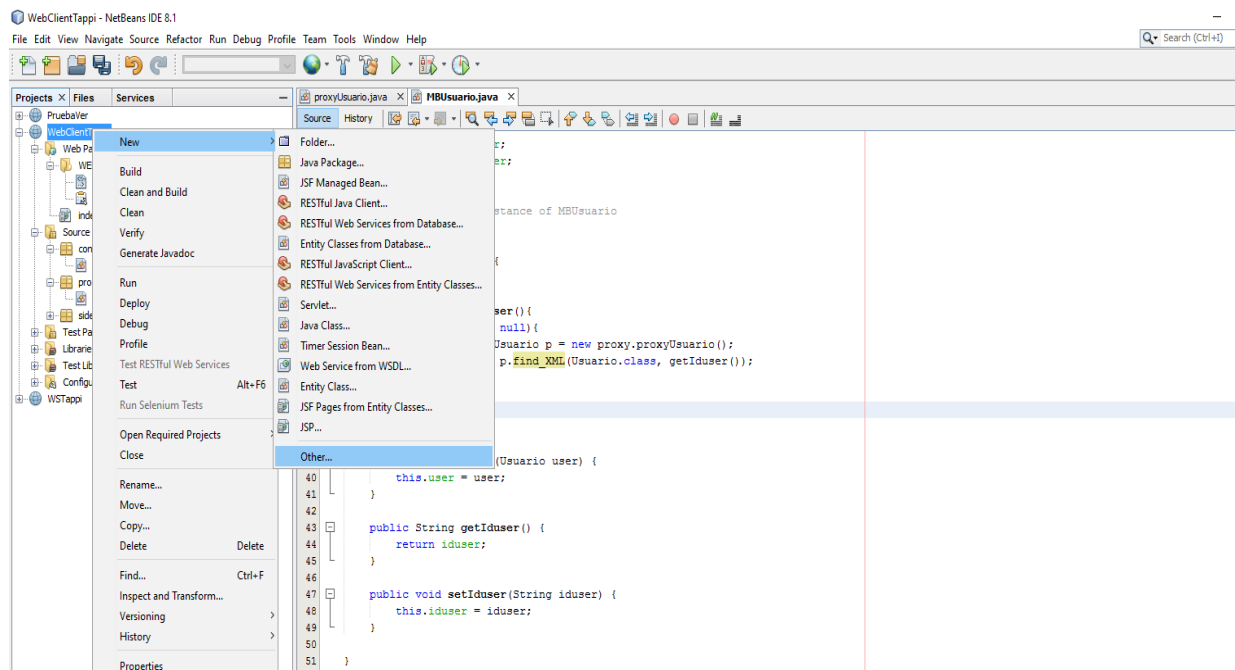 WebClientTappi - NetBeans IDE 8.1
File Edit View Navigate Source Refactor Run Debug Profile Team Tools Window Help
Search (Ctrl+I)
Projects × Files Services
proxyUsuario.java × MBUsuario.java ×
Source History
PruebaVer
WebClientT
Web Pa
WE
inde
Source
con
pro
side
Test Pa
Librarie
Test Lib
Configu
WSTappi
New
Build
Clean and Build
Clean
Verify
Generate Javadoc
Run
Deploy
Debug
Profile
Test RESTful Web Services
Test Alt+F6
Run Selenium Tests
Open Required Projects
Close
Rename...
Move...
Copy...
Delete Delete
Find... Ctrl+F
Inspect and Transform...
Versioning
History
Properties
Folder...
Java Package...
JSF Managed Bean...
RESTful Java Client...
RESTful Web Services from Database...
Entity Classes from Database...
RESTful JavaScript Client...
RESTful Web Services from Entity Classes...
Servlet...
Java Class...
Timer Session Bean...
Web Service from WSDL...
Entity Class...
JSF Pages from Entity Classes...
JSP...
Other...
r;
er;
stance of MBUsuario
{
ser(){
null){
Usuario p = new proxy.proxyUsuario();
p.find_XML(Usuario.class, getIduser());
(Usuario user) {
40 this.user = user;
41 }
42
43 public String getIduser() {
44 return iduser;
45 }
46
47 public void setIduser(String iduser) {
48 this.iduser = iduser;
49 }
50
51 }